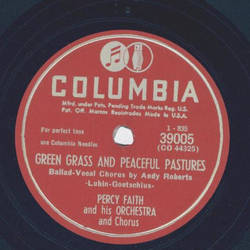 COLUMBIA
Mfrd. under Pats. Pending Trade Marks Reg. U.S.
Pat. Off. Marcas Registradas Made in U.S.A.
1 - 835
For perfect tone
use Columbia Needles
39005
(CO 44325)
GREEN GRASS AND PEACEFUL PASTURES
Ballad-Vocal Chorus by Andy Roberts
-Lubin-Goetschius-
PERCY FAITH
and his ORCHESTRA
and Chorus